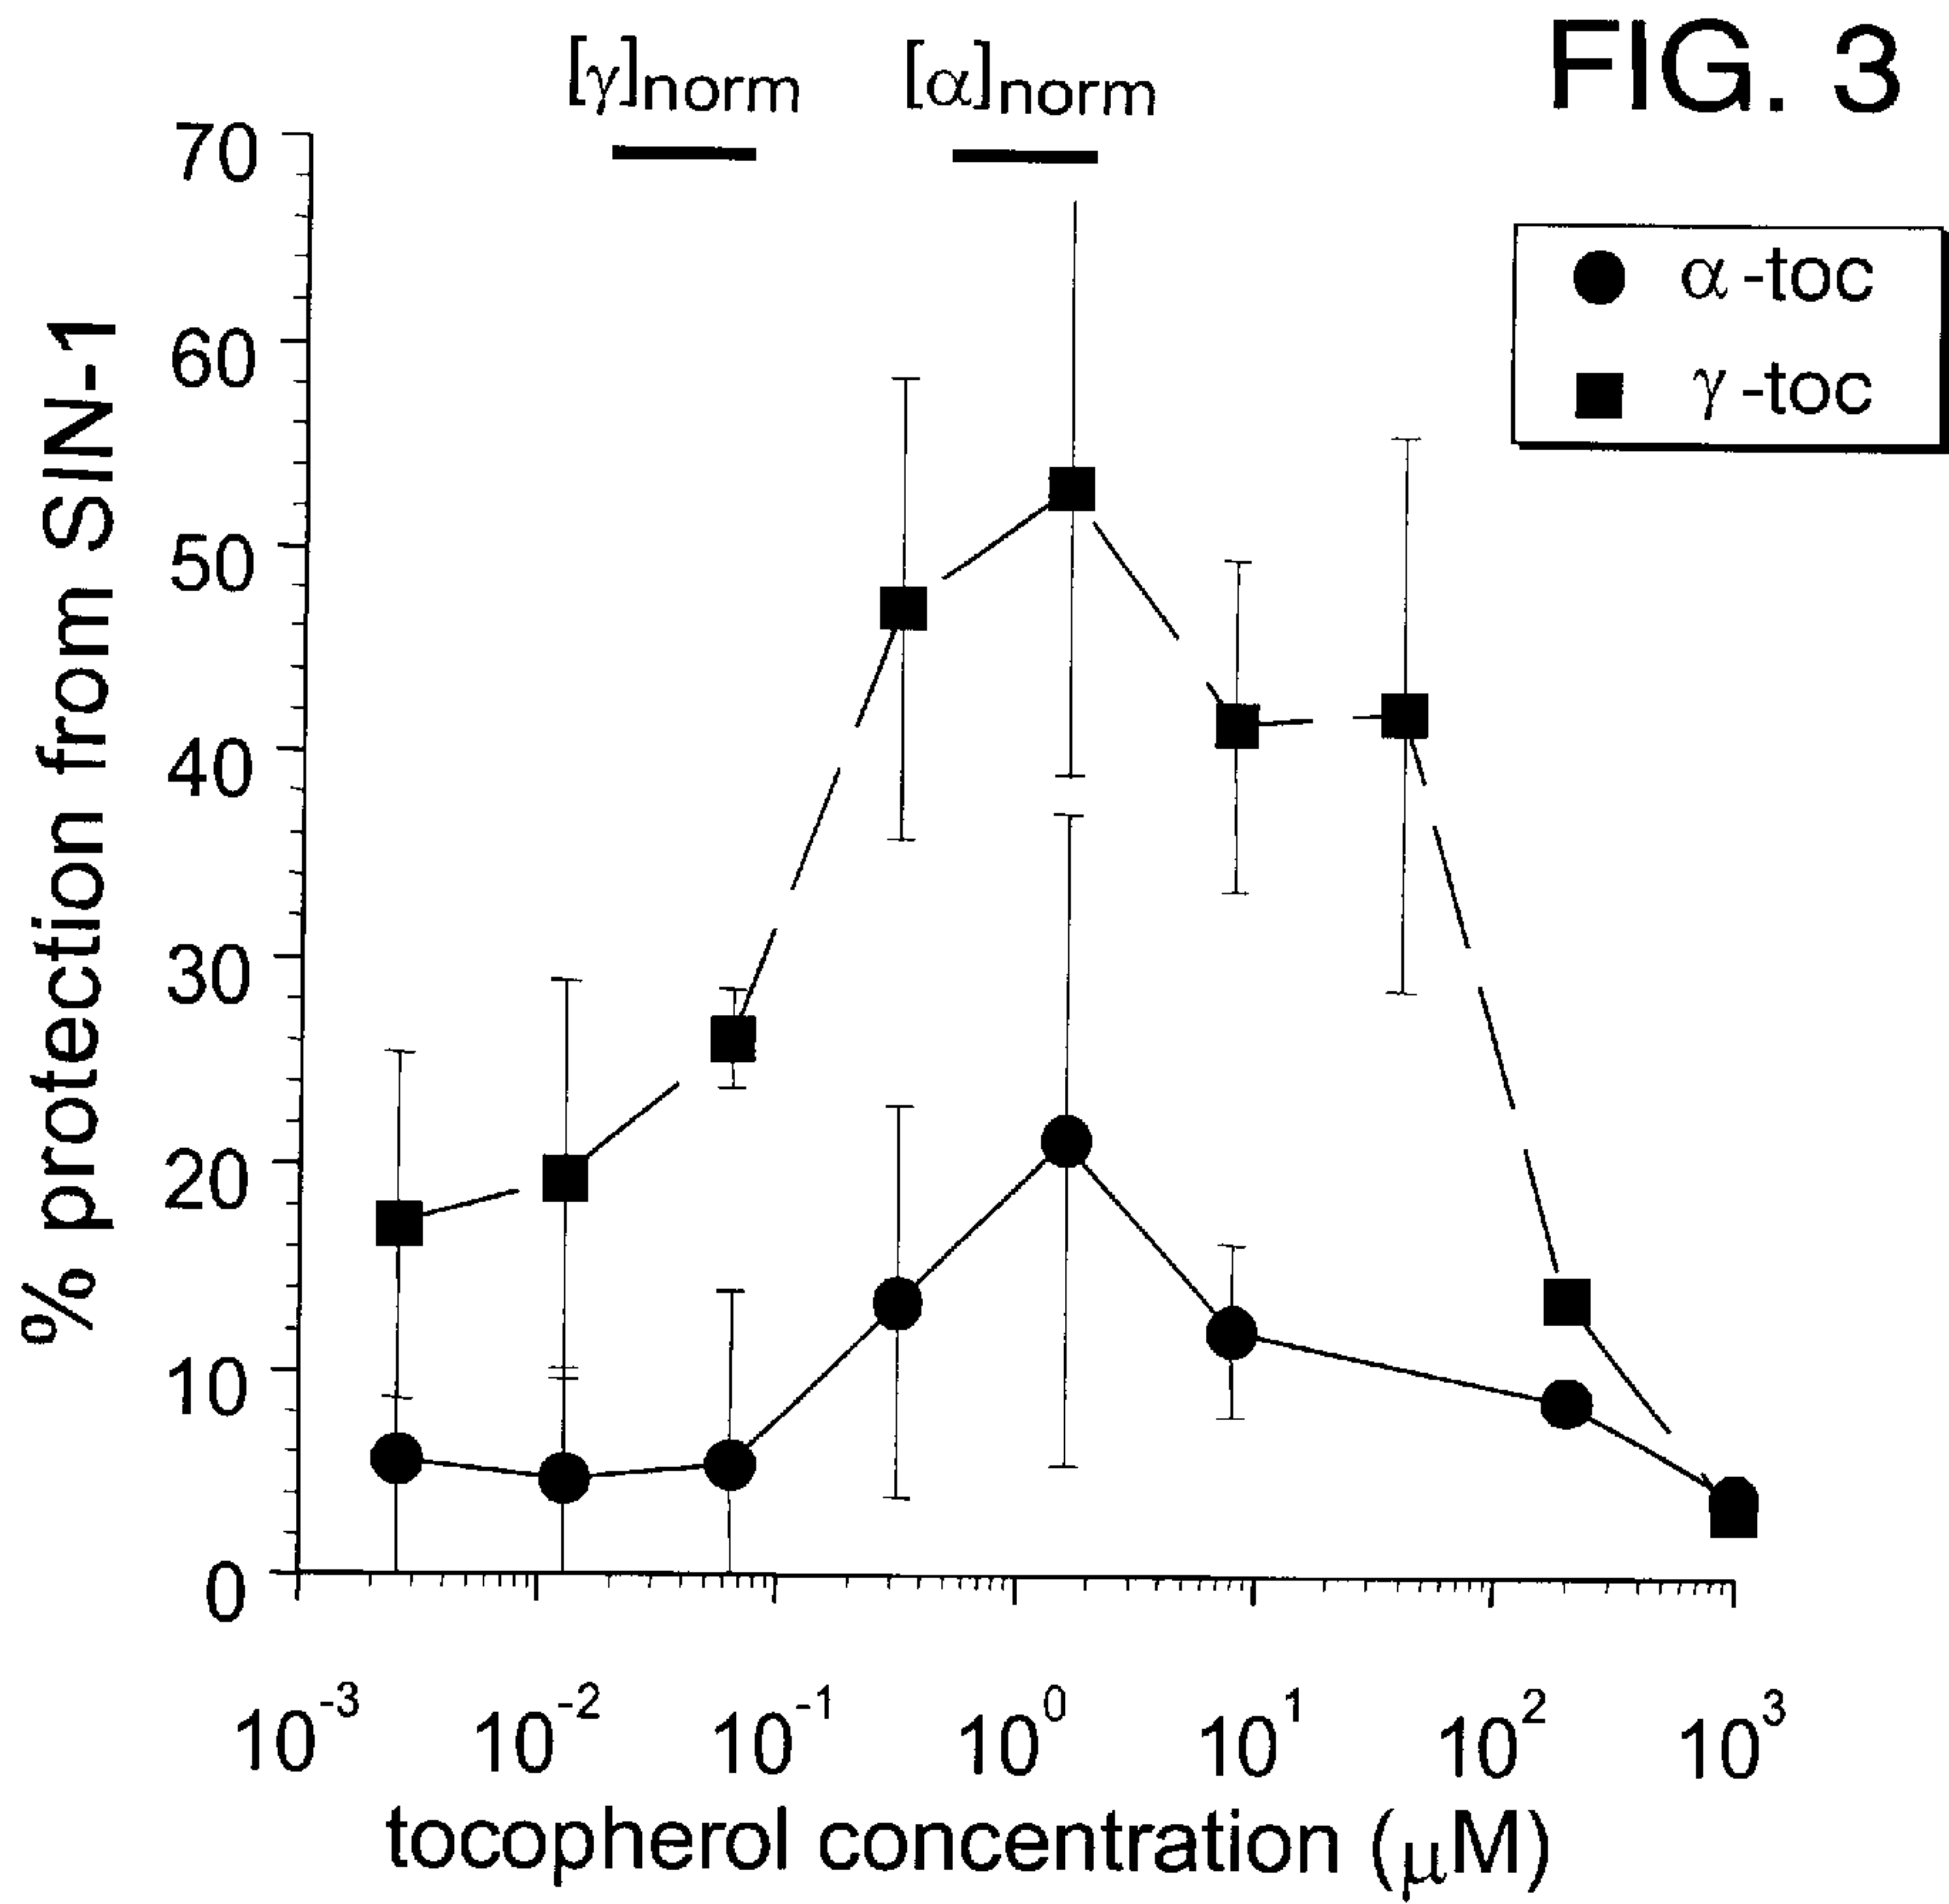 FIG. 3
[γ]norm [α]norm
α -toc
γ -toc
% protection from SIN-1
70
60
50
40
30
20
10
0
10-3 10-2 10-1 100 101 102 103
tocopherol concentration (μM)